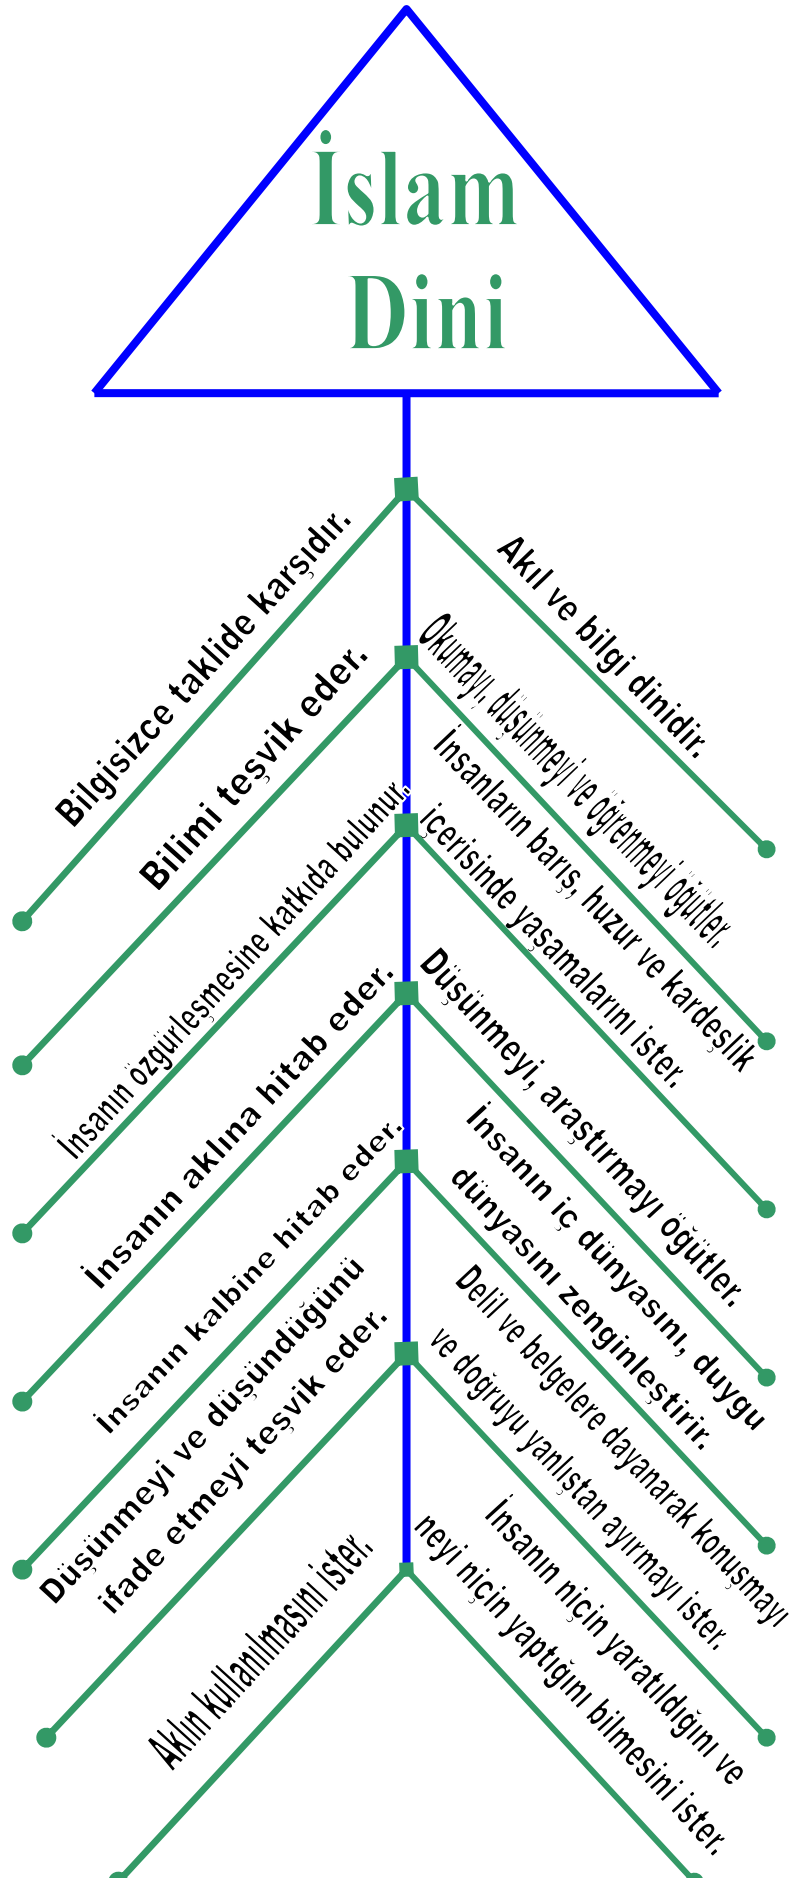 İslam
Dini
Bilgisizce taklide karşıdır.
Akıl ve bilgi dinidir.
Bilimi teşvik eder.
Okumayı, düşünmeyi ve öğrenmeyi öğütler.
İnsanın özgürleşmesine katkıda bulunur.
İnsanların barış, huzur ve kardeşlik
içerisinde yaşamalarını ister.
İnsanın aklına hitab eder.
Düşünmeyi, araştırmayı öğütler.
İnsanın kalbine hitab eder.
İnsanın iç dünyasını, duygu
dünyasını zenginleştirir.
Düşünmeyi ve düşündüğünü
ifade etmeyi teşvik eder.
Delil ve belgelere dayanarak konuşmayı
ve doğruyu yanlıştan ayırmayı ister.
Aklın kullanılmasını ister.
İnsanın niçin yaratıldığını ve
neyi niçin yaptığını bilmesini ister.